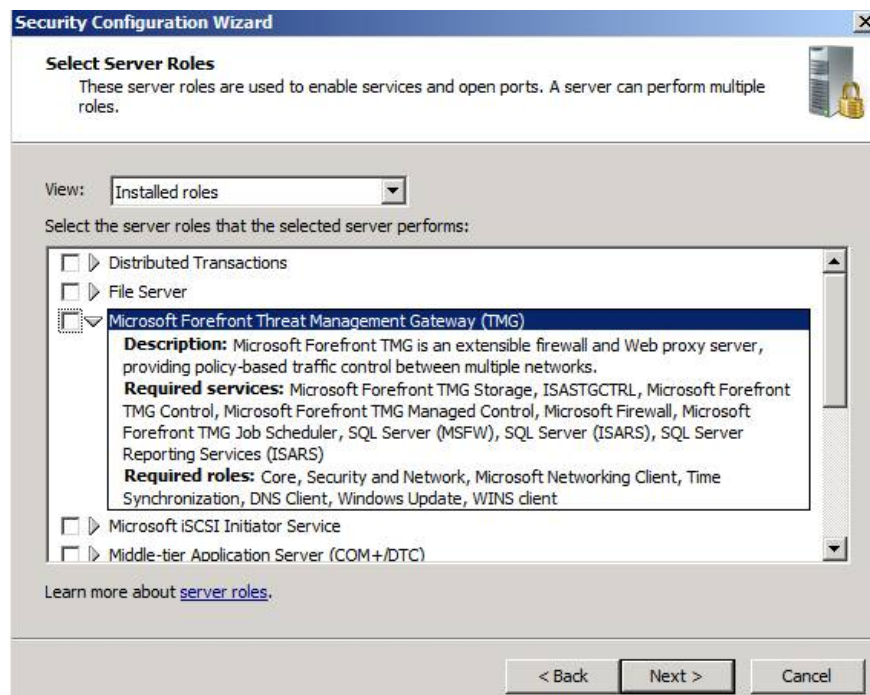 Security Configuration Wizard
Select Server Roles
These server roles are used to enable services and open ports. A server can perform multiple
roles.
View:
Installed roles
Select the server roles that the selected server performs:
Distributed Transactions
File Server
Microsoft Forefront Threat Management Gateway (TMG)
Description: Microsoft Forefront TMG is an extensible firewall and Web proxy server,
providing policy-based traffic control between multiple networks.
Required services: Microsoft Forefront TMG Storage, ISASTGCTRL, Microsoft Forefront
TMG Control, Microsoft Forefront TMG Managed Control, Microsoft Firewall, Microsoft
Forefront TMG Job Scheduler, SQL Server (MSFW), SQL Server (ISARS), SQL Server
Reporting Services (ISARS)
Required roles: Core, Security and Network, Microsoft Networking Client, Time
Synchronization, DNS Client, Windows Update, WINS client
Microsoft iSCSI Initiator Service
Middle-tier Application Server (COM+/DTC)
Learn more about server roles.
< Back
Next >
Cancel